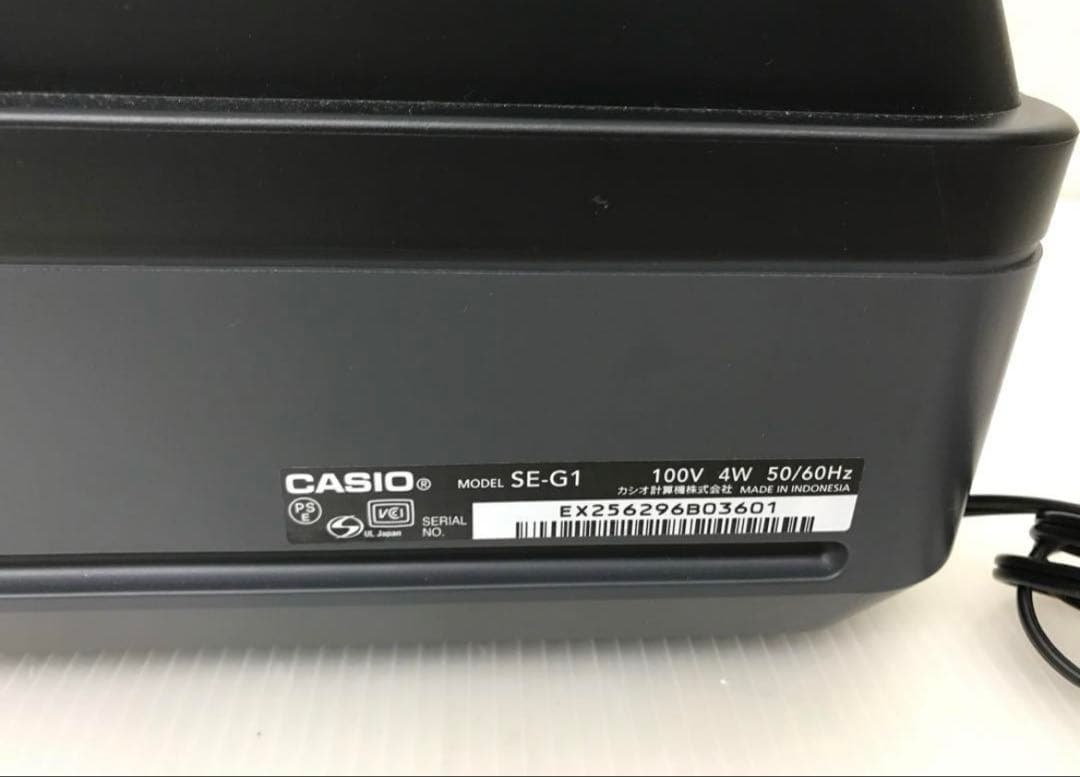 CASIO® MODEL SE-G1 100V 4W 50/60Hz
カシオ計算機株式会社 MADE IN INDONESIA
PS E VCI UL Japan SERIAL NO. EX256296B03601